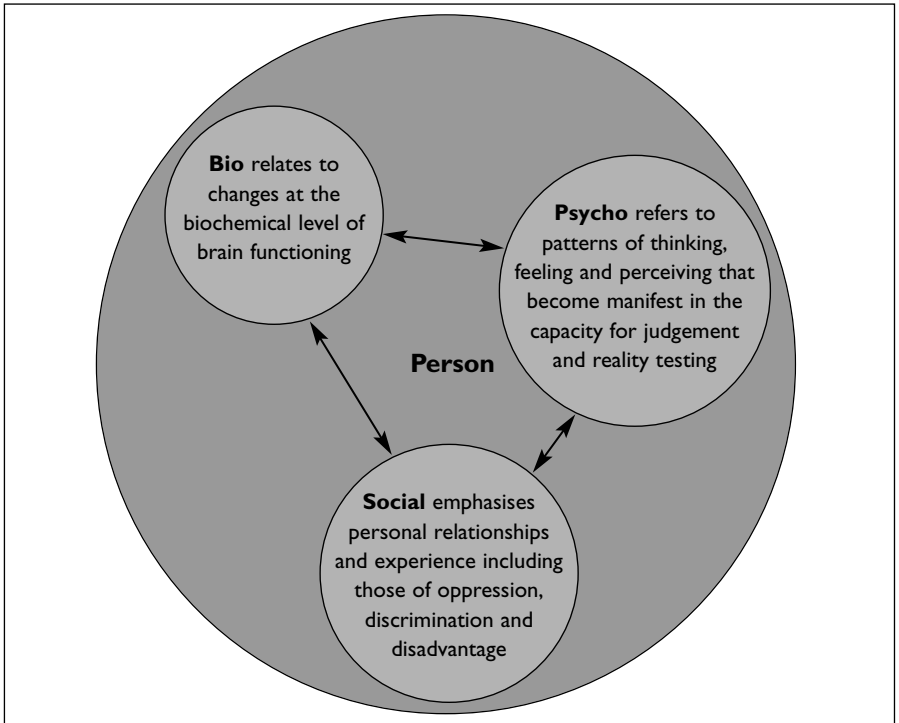 Bio relates to
changes at the
biochemical level of
brain functioning
Psycho refers to
patterns of thinking,
feeling and perceiving that
become manifest in the
capacity for judgement
and reality testing
Person
Social emphasises
personal relationships
and experience including
those of oppression,
discrimination and
disadvantage